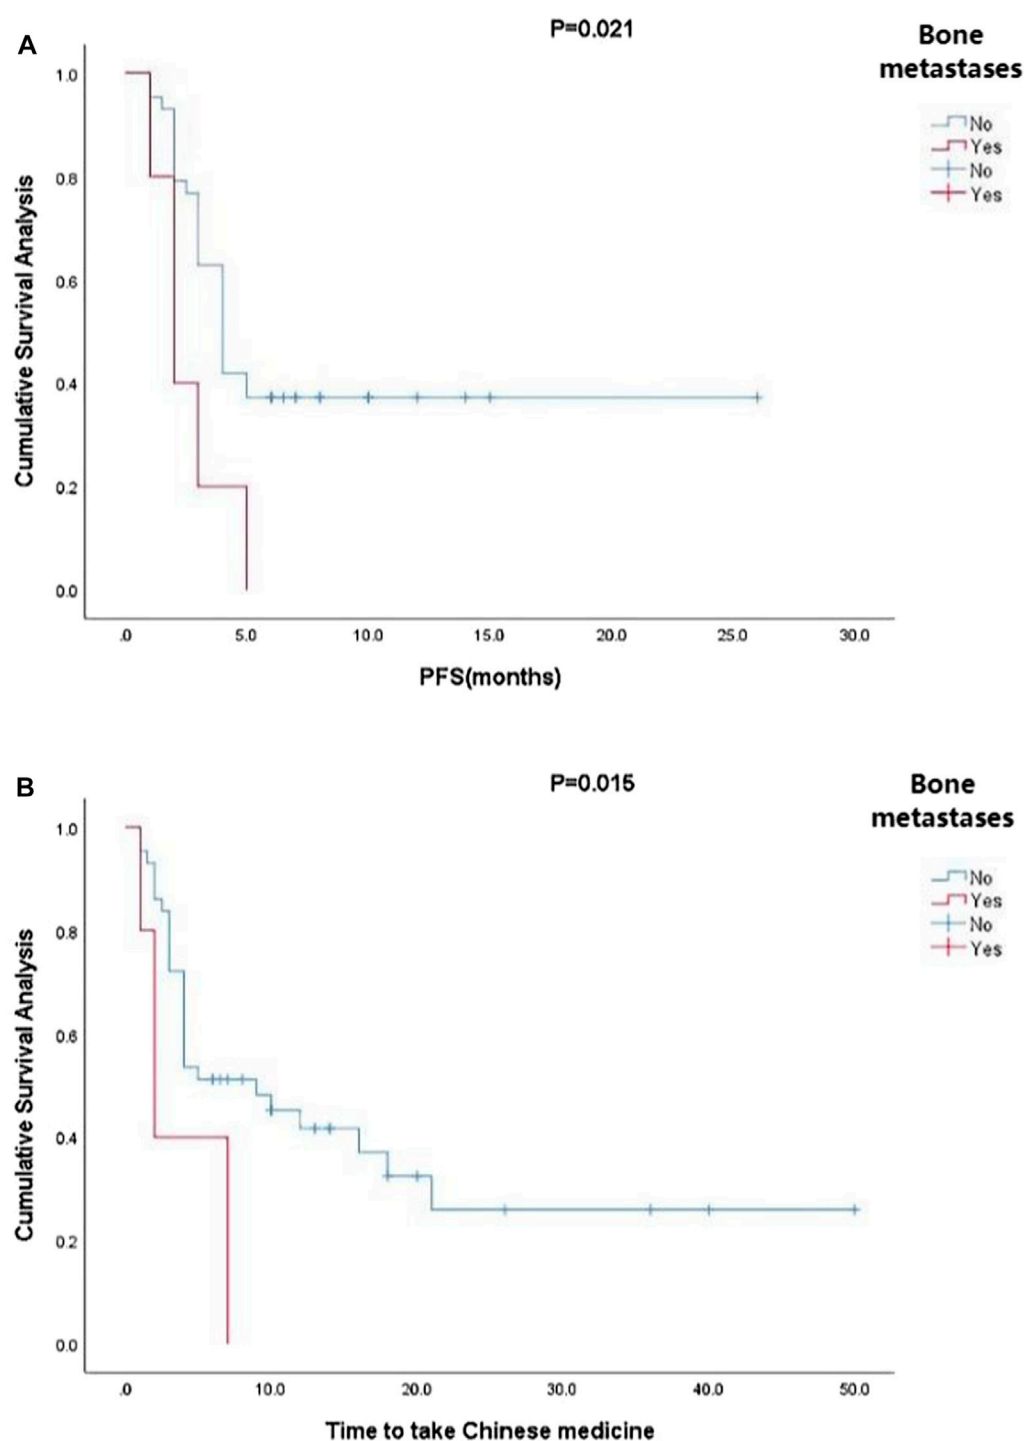 A
P=0.021
Bone
metastases
No
Yes
No
Yes
Cumulative Survival Analysis
1.0
0.8
0.6
0.4
0.2
0.0
.0 5.0 10.0 15.0 20.0 25.0 30.0
PFS(months)
B
P=0.015
Bone
metastases
No
Yes
No
Yes
Cumulative Survival Analysis
1.0
0.8
0.6
0.4
0.2
0.0
.0 10.0 20.0 30.0 40.0 50.0
Time to take Chinese medicine